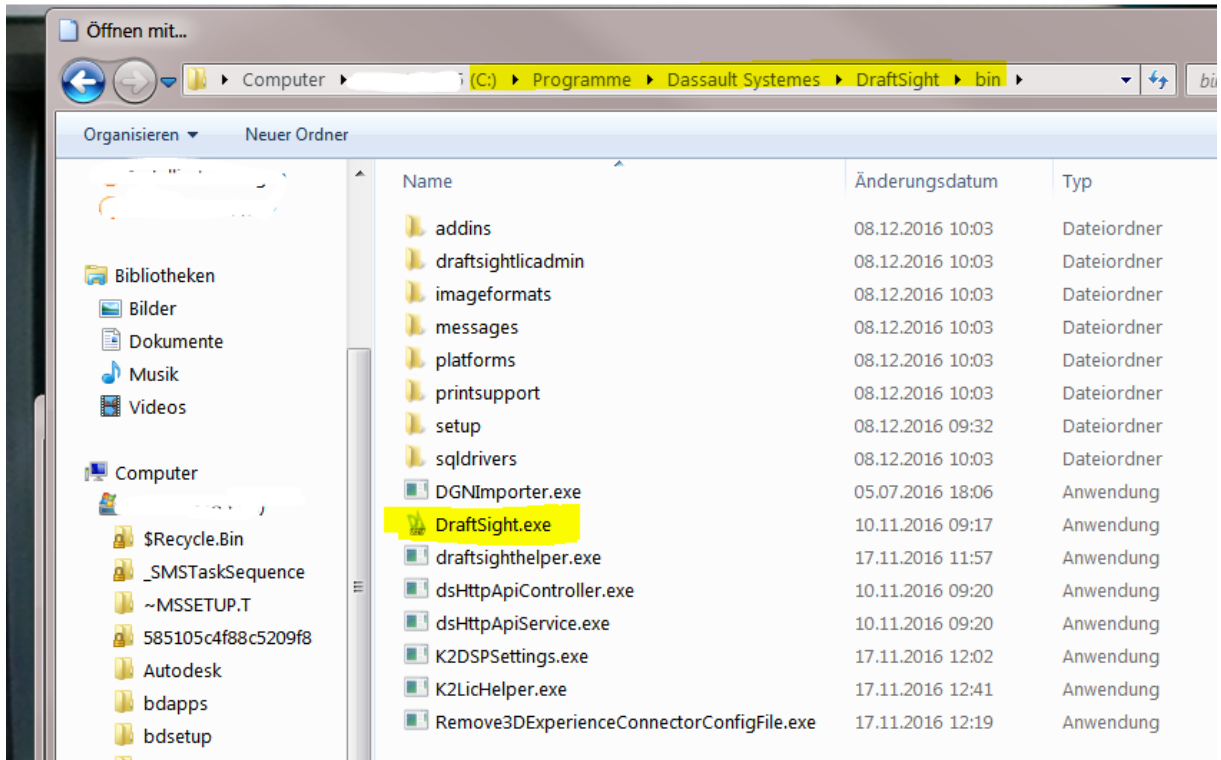 Öffnen mit...
Computer (C:) Programme Dassault Systemes DraftSight bin
Organisieren Neuer Ordner
Name Änderungsdatum Typ
addins 08.12.2016 10:03 Dateiordner
draftsightlicadmin 08.12.2016 10:03 Dateiordner
imageformats 08.12.2016 10:03 Dateiordner
messages 08.12.2016 10:03 Dateiordner
platforms 08.12.2016 10:03 Dateiordner
printsupport 08.12.2016 10:03 Dateiordner
setup 08.12.2016 09:32 Dateiordner
sqldrivers 08.12.2016 10:03 Dateiordner
DGNImporter.exe 05.07.2016 18:06 Anwendung
DraftSight.exe 10.11.2016 09:17 Anwendung
draftsighthelper.exe 17.11.2016 11:57 Anwendung
dsHttpApiController.exe 10.11.2016 09:20 Anwendung
dsHttpApiService.exe 10.11.2016 09:20 Anwendung
K2DSPSettings.exe 17.11.2016 12:02 Anwendung
K2LicHelper.exe 17.11.2016 12:41 Anwendung
Remove3DExperienceConnectorConfigFile.exe 17.11.2016 12:19 Anwendung
Bibliotheken
Bilder
Dokumente
Musik
Videos
Computer
$Recycle.Bin
_SMSTaskSequence
~MSSETUP.T
585105c4f88c5209f8
Autodesk
bdapps
bdsetup